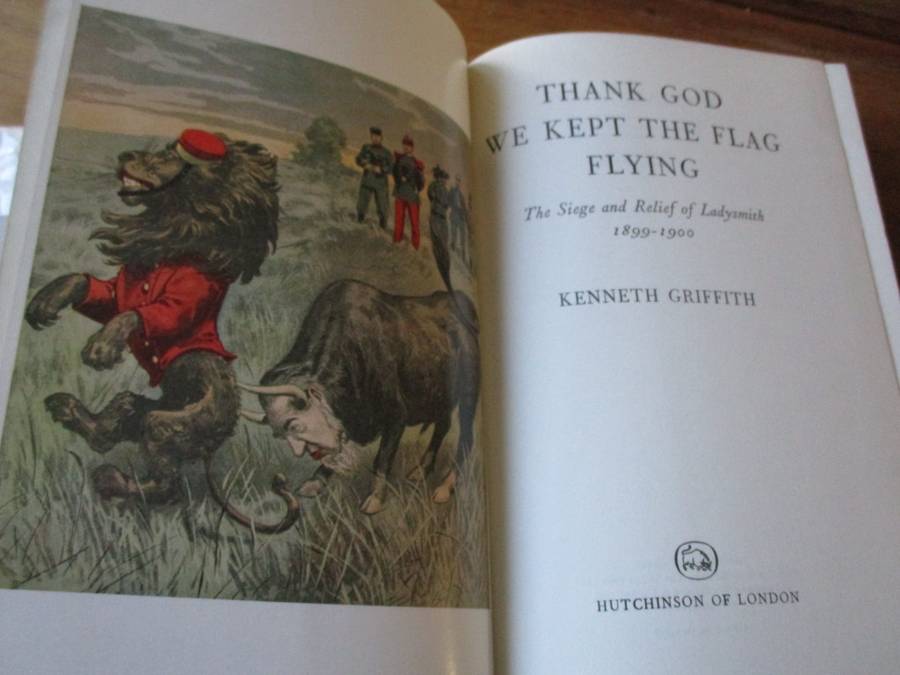 THANK GOD
WE KEPT THE FLAG
FLYING
The Siege and Relief of Ladysmith
1899-1900
KENNETH GRIFFITH
HUTCHINSON OF LONDON